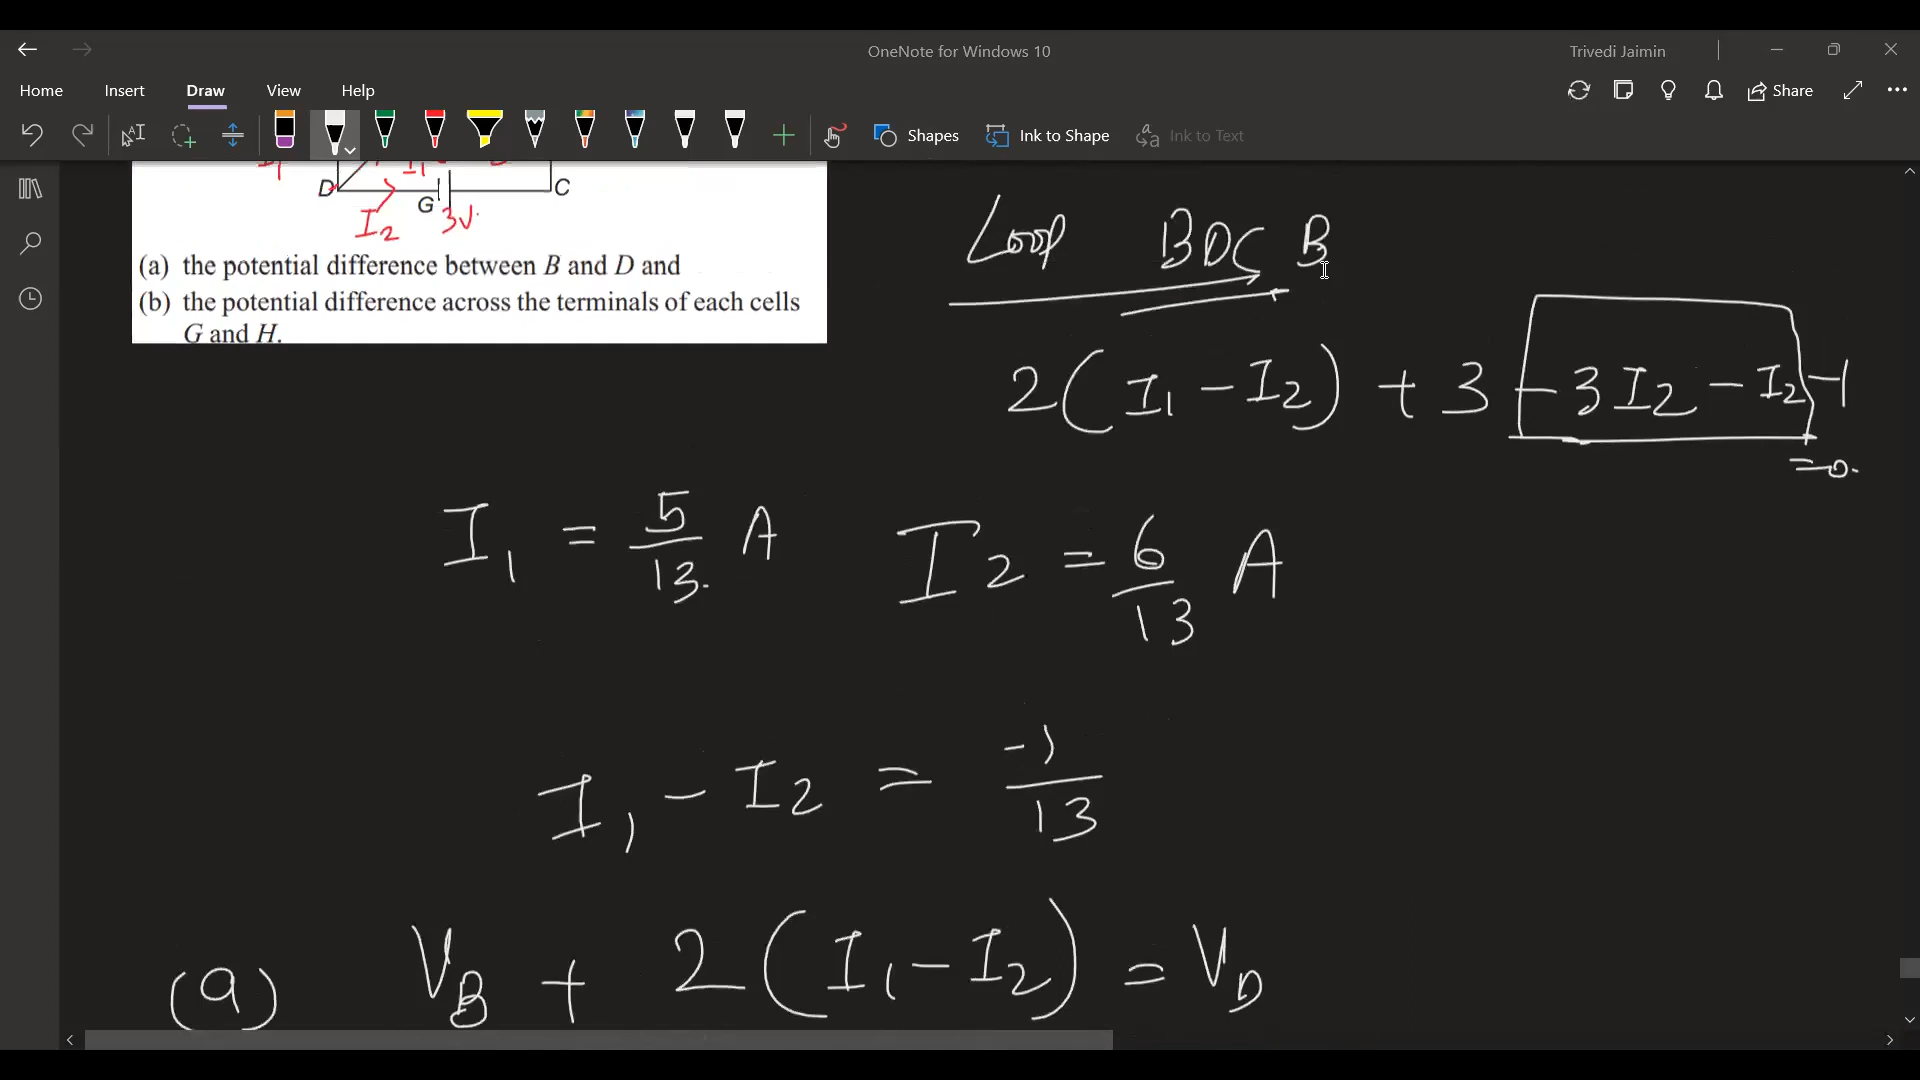 OneNote for Windows 10
Trivedi Jaimin
Home Insert Draw View Help
Share
Shapes Ink to Shape Ink to Text
I1
D G C
I2 3V.
(a) the potential difference between B and D and
(b) the potential difference across the terminals of each cells
G and H.
Loop BDCB
2(I1 - I2) + 3 - 3I2 - I2 - 1
= 0.
I1 = 5/13. A I2 = 6/13 A
I1 - I2 = -1/13
(a) VB + 2(I1 - I2) = VD